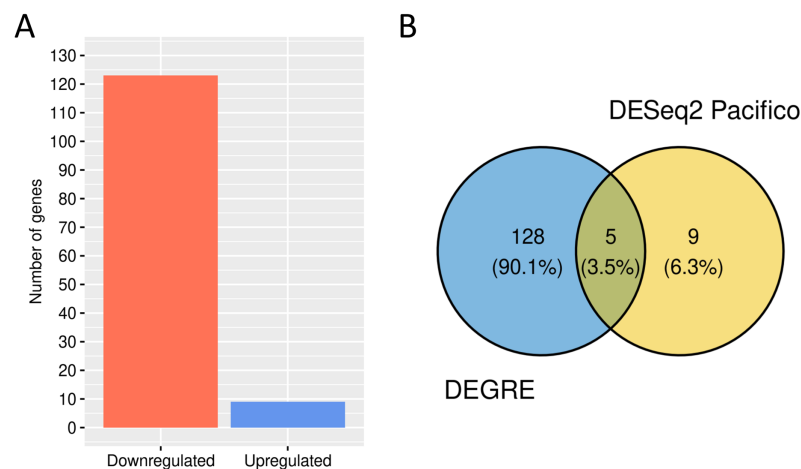 A
Number of genes
130
120
110
100
90
80
70
60
50
40
30
20
10
0
Downregulated
Upregulated
B
DESeq2 Pacifico
128
(90.1%)
5
(3.5%)
9
(6.3%)
DEGRE